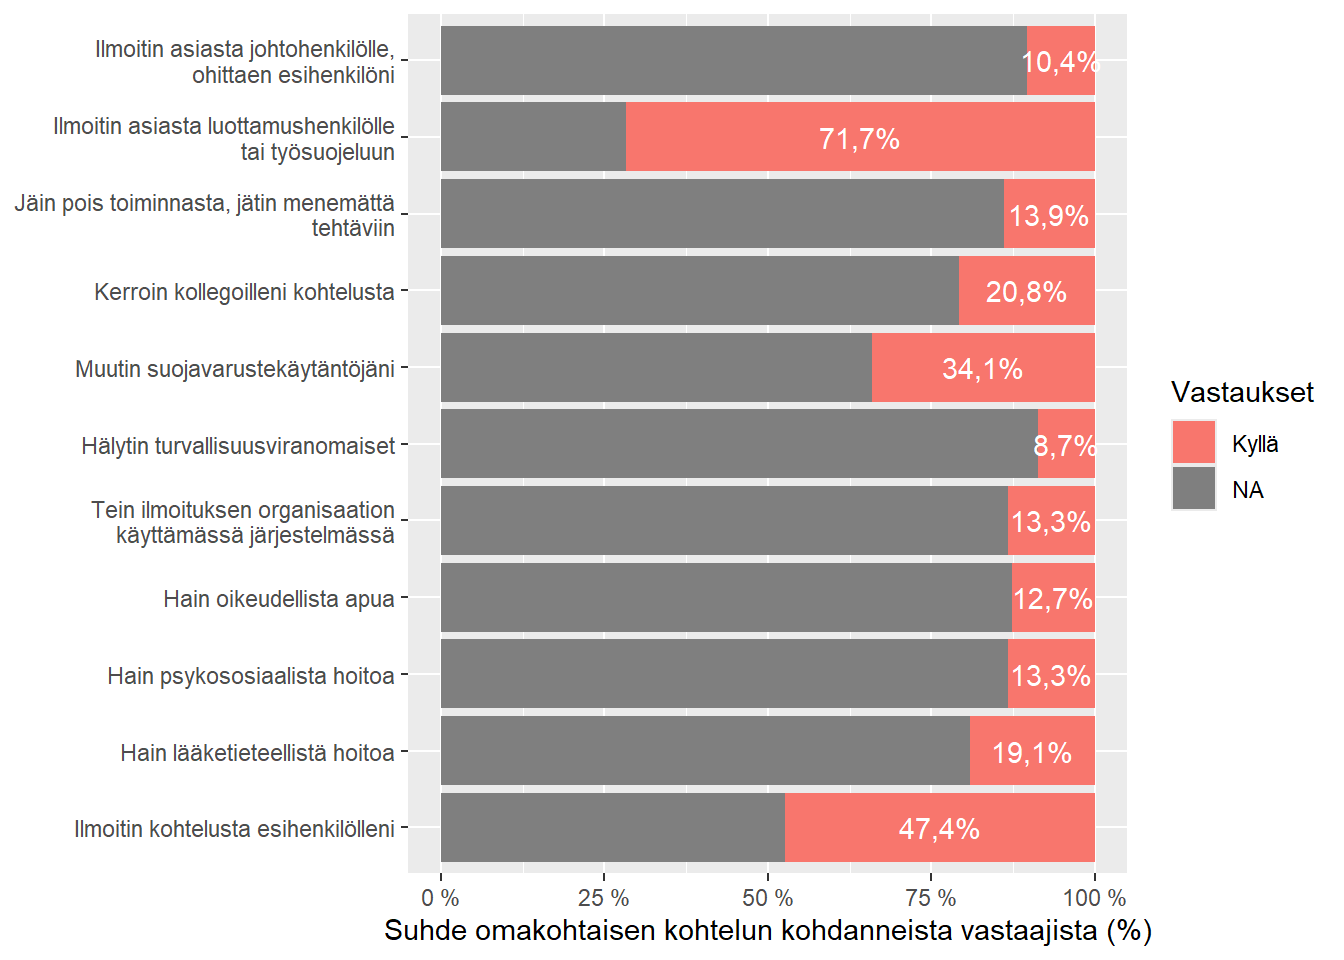 Ilmoitin asiasta johtohenkilölle,
ohittaen esihenkilöni
10,4%
Ilmoitin asiasta luottamushenkilölle
tai työsuojeluun
71,7%
Jäin pois toiminnasta, jätin menemättä
tehtäviin
13,9%
Kerroin kollegoilleni kohtelusta
20,8%
Muutin suojavarustekäytäntöjäni
34,1%
Hälytin turvallisuusviranomaiset
8,7%
Tein ilmoituksen organisaation
käyttämässä järjestelmässä
13,3%
Hain oikeudellista apua
12,7%
Hain psykososiaalista hoitoa
13,3%
Hain lääketieteellistä hoitoa
19,1%
Ilmoitin kohtelusta esihenkilölleni
47,4%
0 %
25 %
50 %
75 %
100 %
Suhde omakohtaisen kohtelun kohdanneista vastaajista (%)
Vastaukset
Kyllä
NA